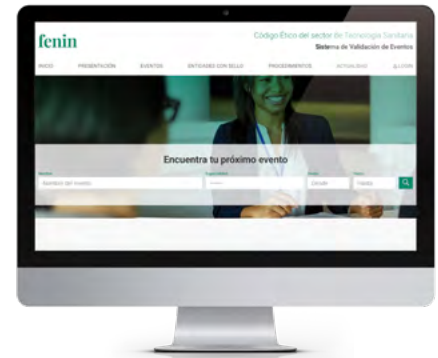 fenin
Código Ético del sector de Tecnología Sanitaria
Sistema de Validación de Eventos
INICIO PRESENTACIÓN EVENTOS ENTIDADES CON SELLO PROCEDIMIENTOS ACTUALIDAD
Encuentra tu próximo evento
Nombre del evento
Desde
Hasta